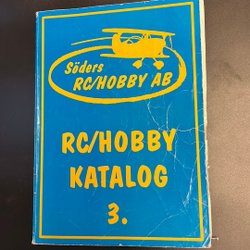 Söders
RC/HOBBY AB
RC/HOBBY
KATALOG
3.